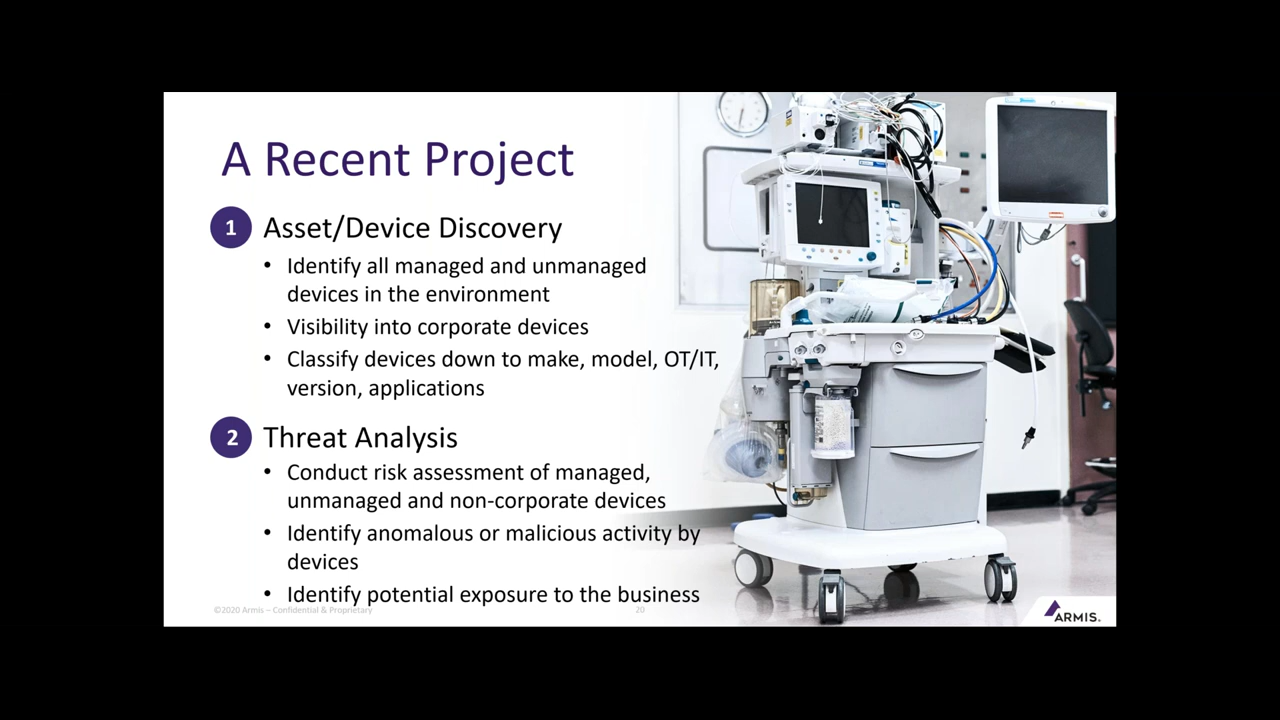 A Recent Project
1 Asset/Device Discovery
• Identify all managed and unmanaged
devices in the environment
• Visibility into corporate devices
• Classify devices down to make, model, OT/IT,
version, applications
2 Threat Analysis
• Conduct risk assessment of managed,
unmanaged and non-corporate devices
• Identify anomalous or malicious activity by
devices
• Identify potential exposure to the business
©2020 Armis – Confidential & Proprietary
20
ARMIS.